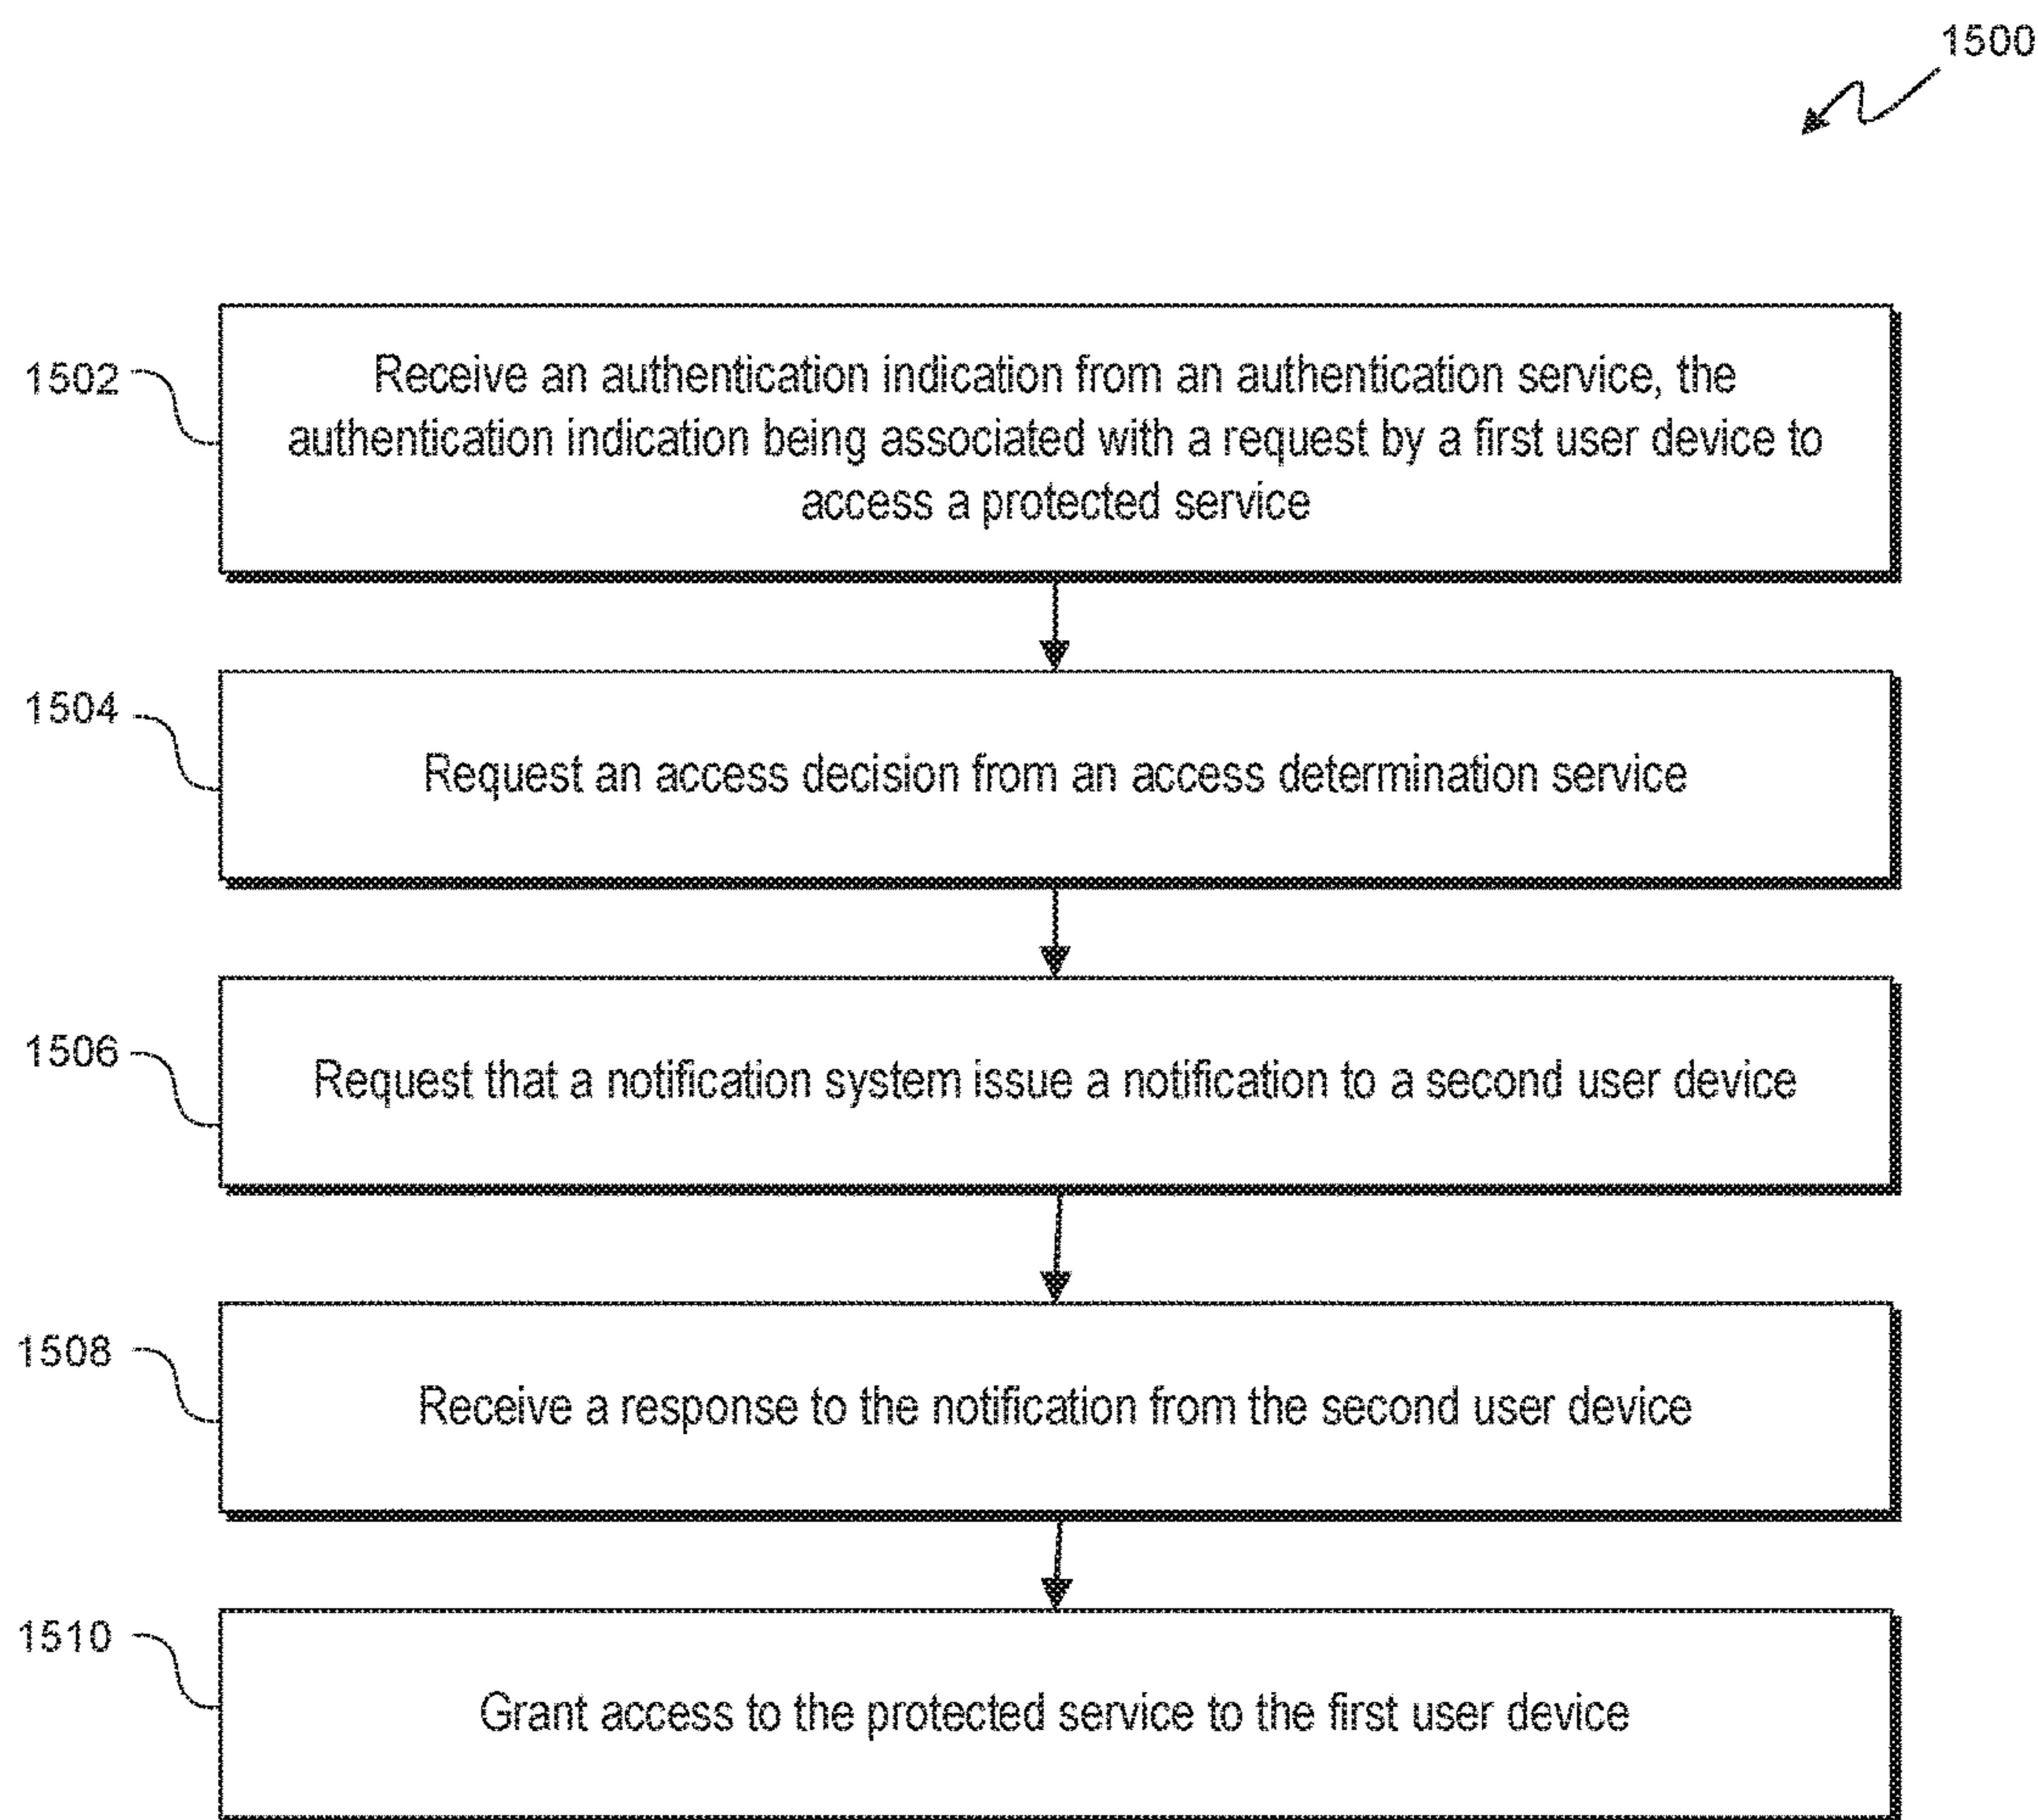 1500
1502
Receive an authentication indication from an authentication service, the
authentication indication being associated with a request by a first user device to
access a protected service
1504
Request an access decision from an access determination service
1506
Request that a notification system issue a notification to a second user device
1508
Receive a response to the notification from the second user device
1510
Grant access to the protected service to the first user device